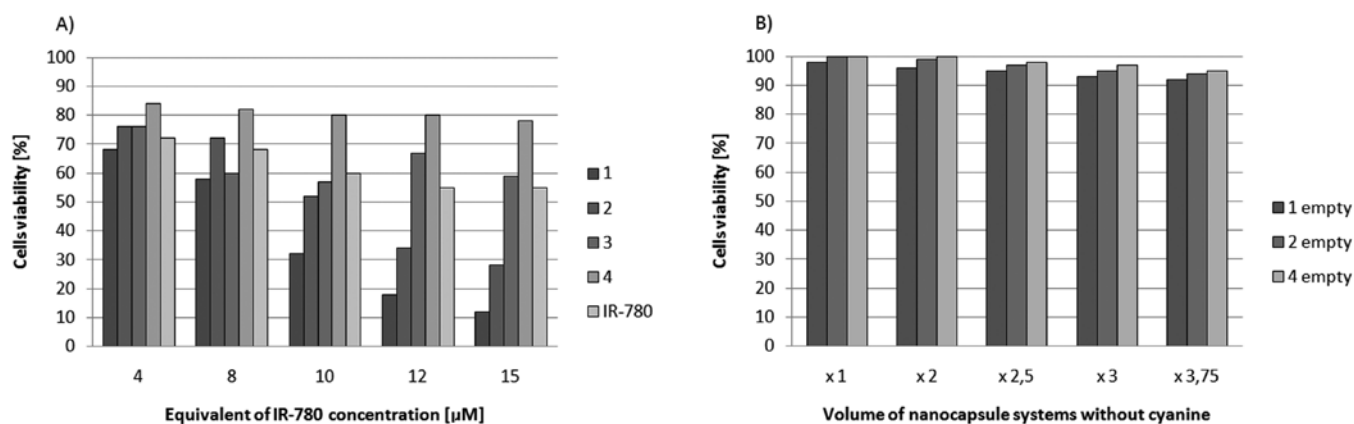 A)
100
90
80
70
60
50
40
30
20
10
0
Cells viability [%]
4 8 10 12 15
Equivalent of IR-780 concentration [µM]
1
2
3
4
IR-780
B)
100
90
80
70
60
50
40
30
20
10
0
Cells viability [%]
x 1 x 2 x 2,5 x 3 x 3,75
Volume of nanocapsule systems without cyanine
1 empty
2 empty
4 empty